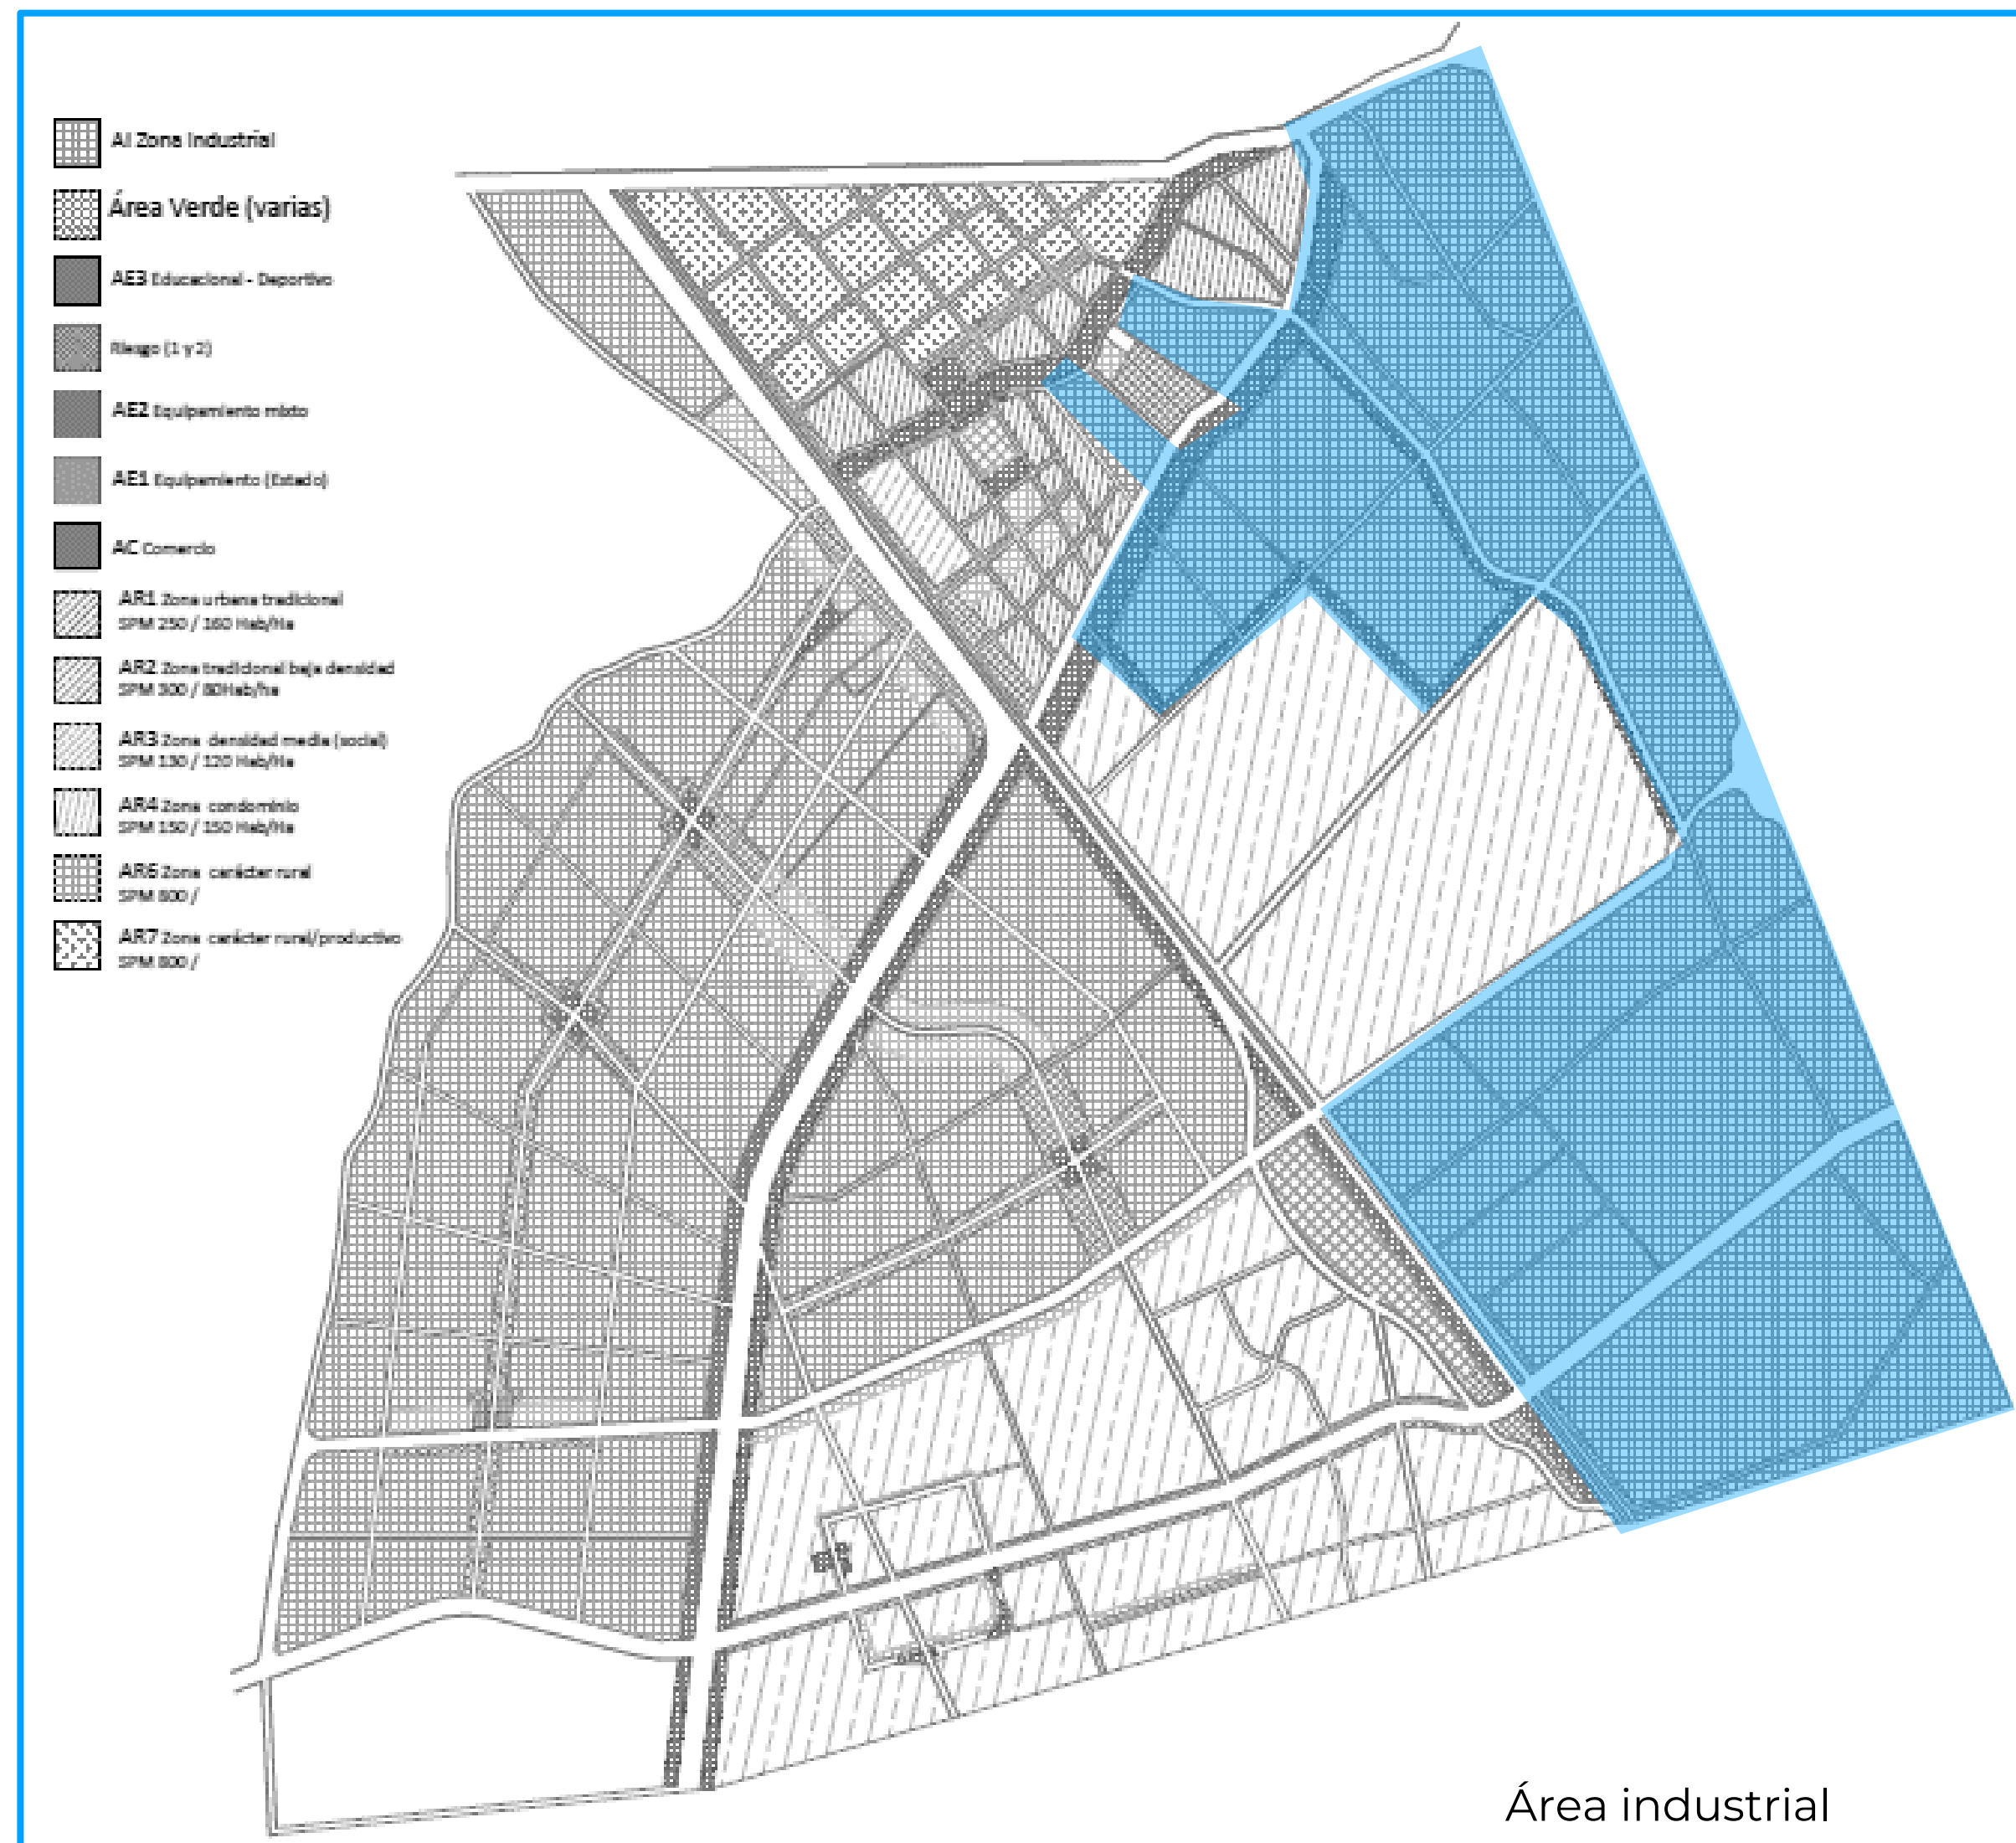 AI Zona Industrial
Área Verde (varias)
AE3 Educacional - Deportivo
Riesgo (1 y 2)
AE2 Equipamiento mixto
AE1 Equipamiento (Estado)
AC Comercio
AR1 Zona urbana tradicional
SPM 250 / 160 Hab/Ha
AR2 Zona tradicional baja densidad
SPM 300 / 80Hab/ha
AR3 Zona densidad media (social)
SPM 130 / 120 Hab/Ha
AR4 Zona condominio
SPM 150 / 150 Hab/Ha
AR6 Zona carácter rural
SPM 800 /
AR7 Zona carácter rural/productivo
SPM 800 /
Área industrial